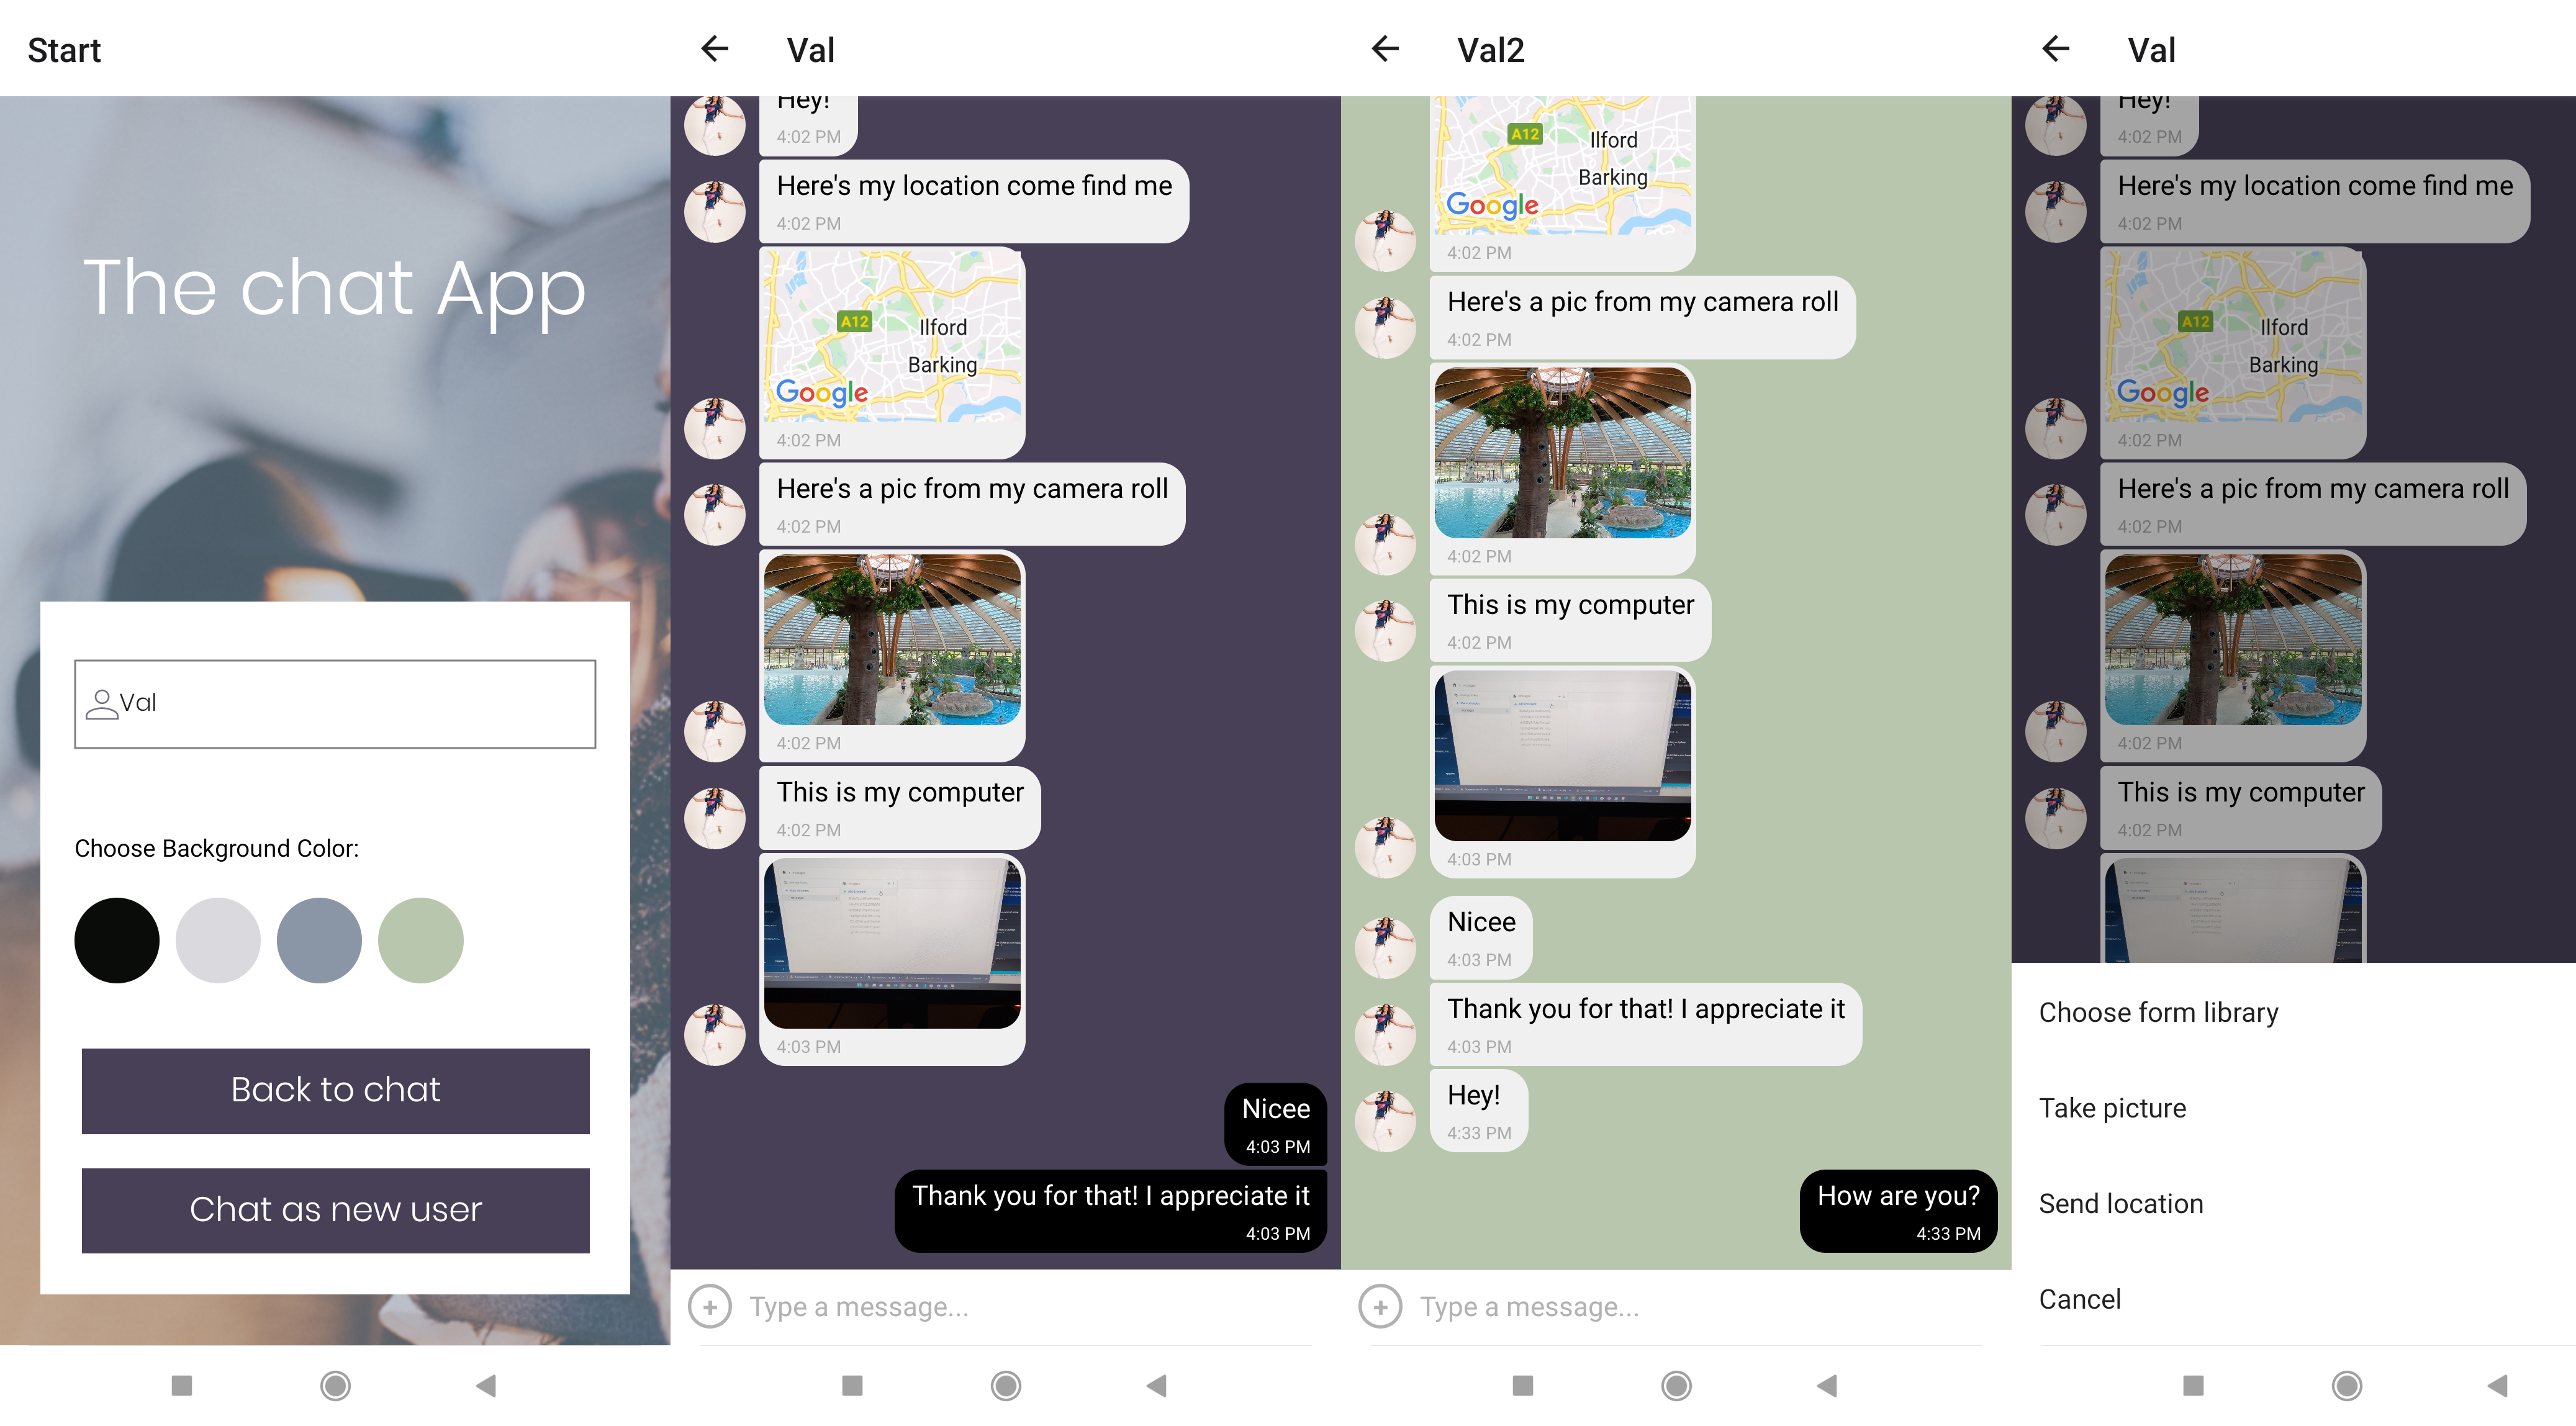 Start
The chat App
Val
Choose Background Color:
Back to chat
Chat as new user
Val
Hey!
4:02 PM
Here's my location come find me
4:02 PM
A12
Ilford
Barking
Google
4:02 PM
Here's a pic from my camera roll
4:02 PM
4:02 PM
This is my computer
4:02 PM
4:03 PM
Nicee
4:03 PM
Thank you for that! I appreciate it
4:03 PM
Type a message...
Val2
A12
Ilford
Barking
Google
4:02 PM
Here's a pic from my camera roll
4:02 PM
4:02 PM
This is my computer
4:02 PM
4:03 PM
Nicee
4:03 PM
Thank you for that! I appreciate it
4:03 PM
Hey!
4:33 PM
How are you?
4:33 PM
Type a message...
Val
Hey!
4:02 PM
Here's my location come find me
4:02 PM
A12
Ilford
Barking
Google
4:02 PM
Here's a pic from my camera roll
4:02 PM
4:02 PM
This is my computer
4:02 PM
Choose form library
Take picture
Send location
Cancel